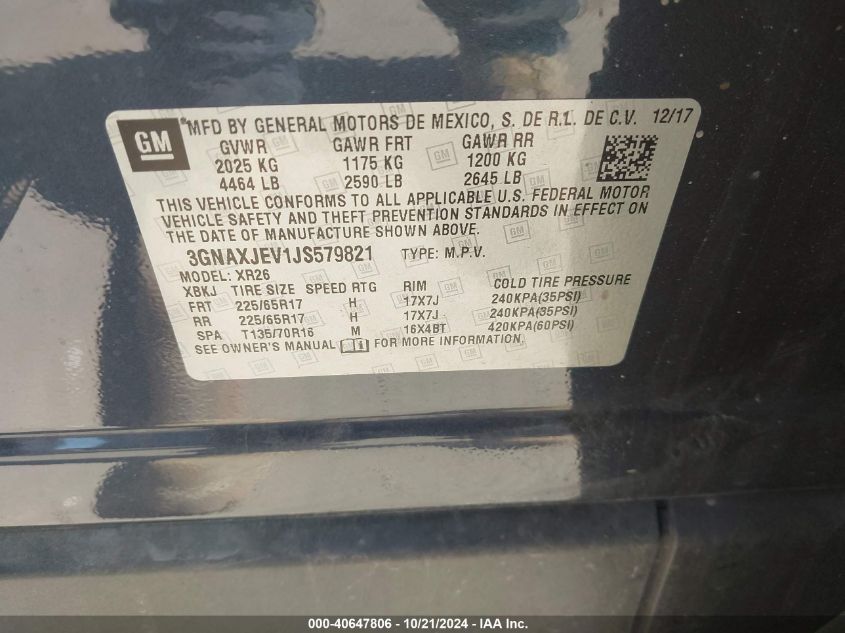 GM MFD BY GENERAL MOTORS DE MEXICO, S. DE R.L. DE C.V. 12/17
GVWR GAWR FRT GAWR RR
2025 KG 1175 KG 1200 KG
4464 LB 2590 LB 2645 LB
THIS VEHICLE CONFORMS TO ALL APPLICABLE U.S. FEDERAL MOTOR
VEHICLE SAFETY AND THEFT PREVENTION STANDARDS IN EFFECT ON
THE DATE OF MANUFACTURE SHOWN ABOVE.
3GNAXJEV1JS579821 TYPE: M.P.V.
MODEL: XR26
XBKJ TIRE SIZE SPEED RTG RIM COLD TIRE PRESSURE
FRT 225/65R17 H 17X7J 240KPA(35PSI)
RR 225/65R17 H 17X7J 240KPA(35PSI)
SPA T135/70R16 M 16X4BT 420KPA(60PSI)
SEE OWNER'S MANUAL FOR MORE INFORMATION.
000-40647806 - 10/21/2024 - IAA Inc.